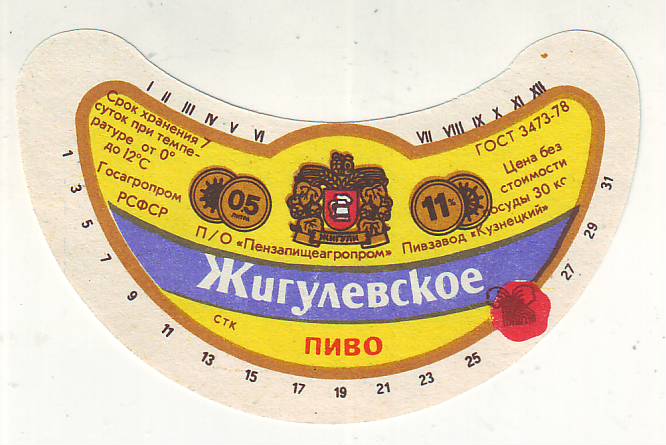 I II III IV V VI VII VIII IX X XI XII
Срок хранения 7
суток при темпе-
ратуре от 0°
до 12°С
Госагропром
РСФСР
05
ЛИТРА
ЖИГУЛИ
11%
ГОСТ 3473-78
Цена без
стоимости
посуды 30 кс
П/О «Пензапищеагропром» Пивзавод „Кузнецкий”
Жигулевское
СТК
ПИВО
1 3 5 7 9 11 13 15 17 19 21 23 25 27 29 31